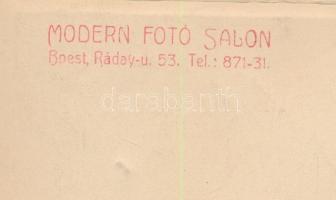 MODERN FOTÓ SALON
Bpest, Ráday-u. 53. Tel.: 871-31.
darabanth